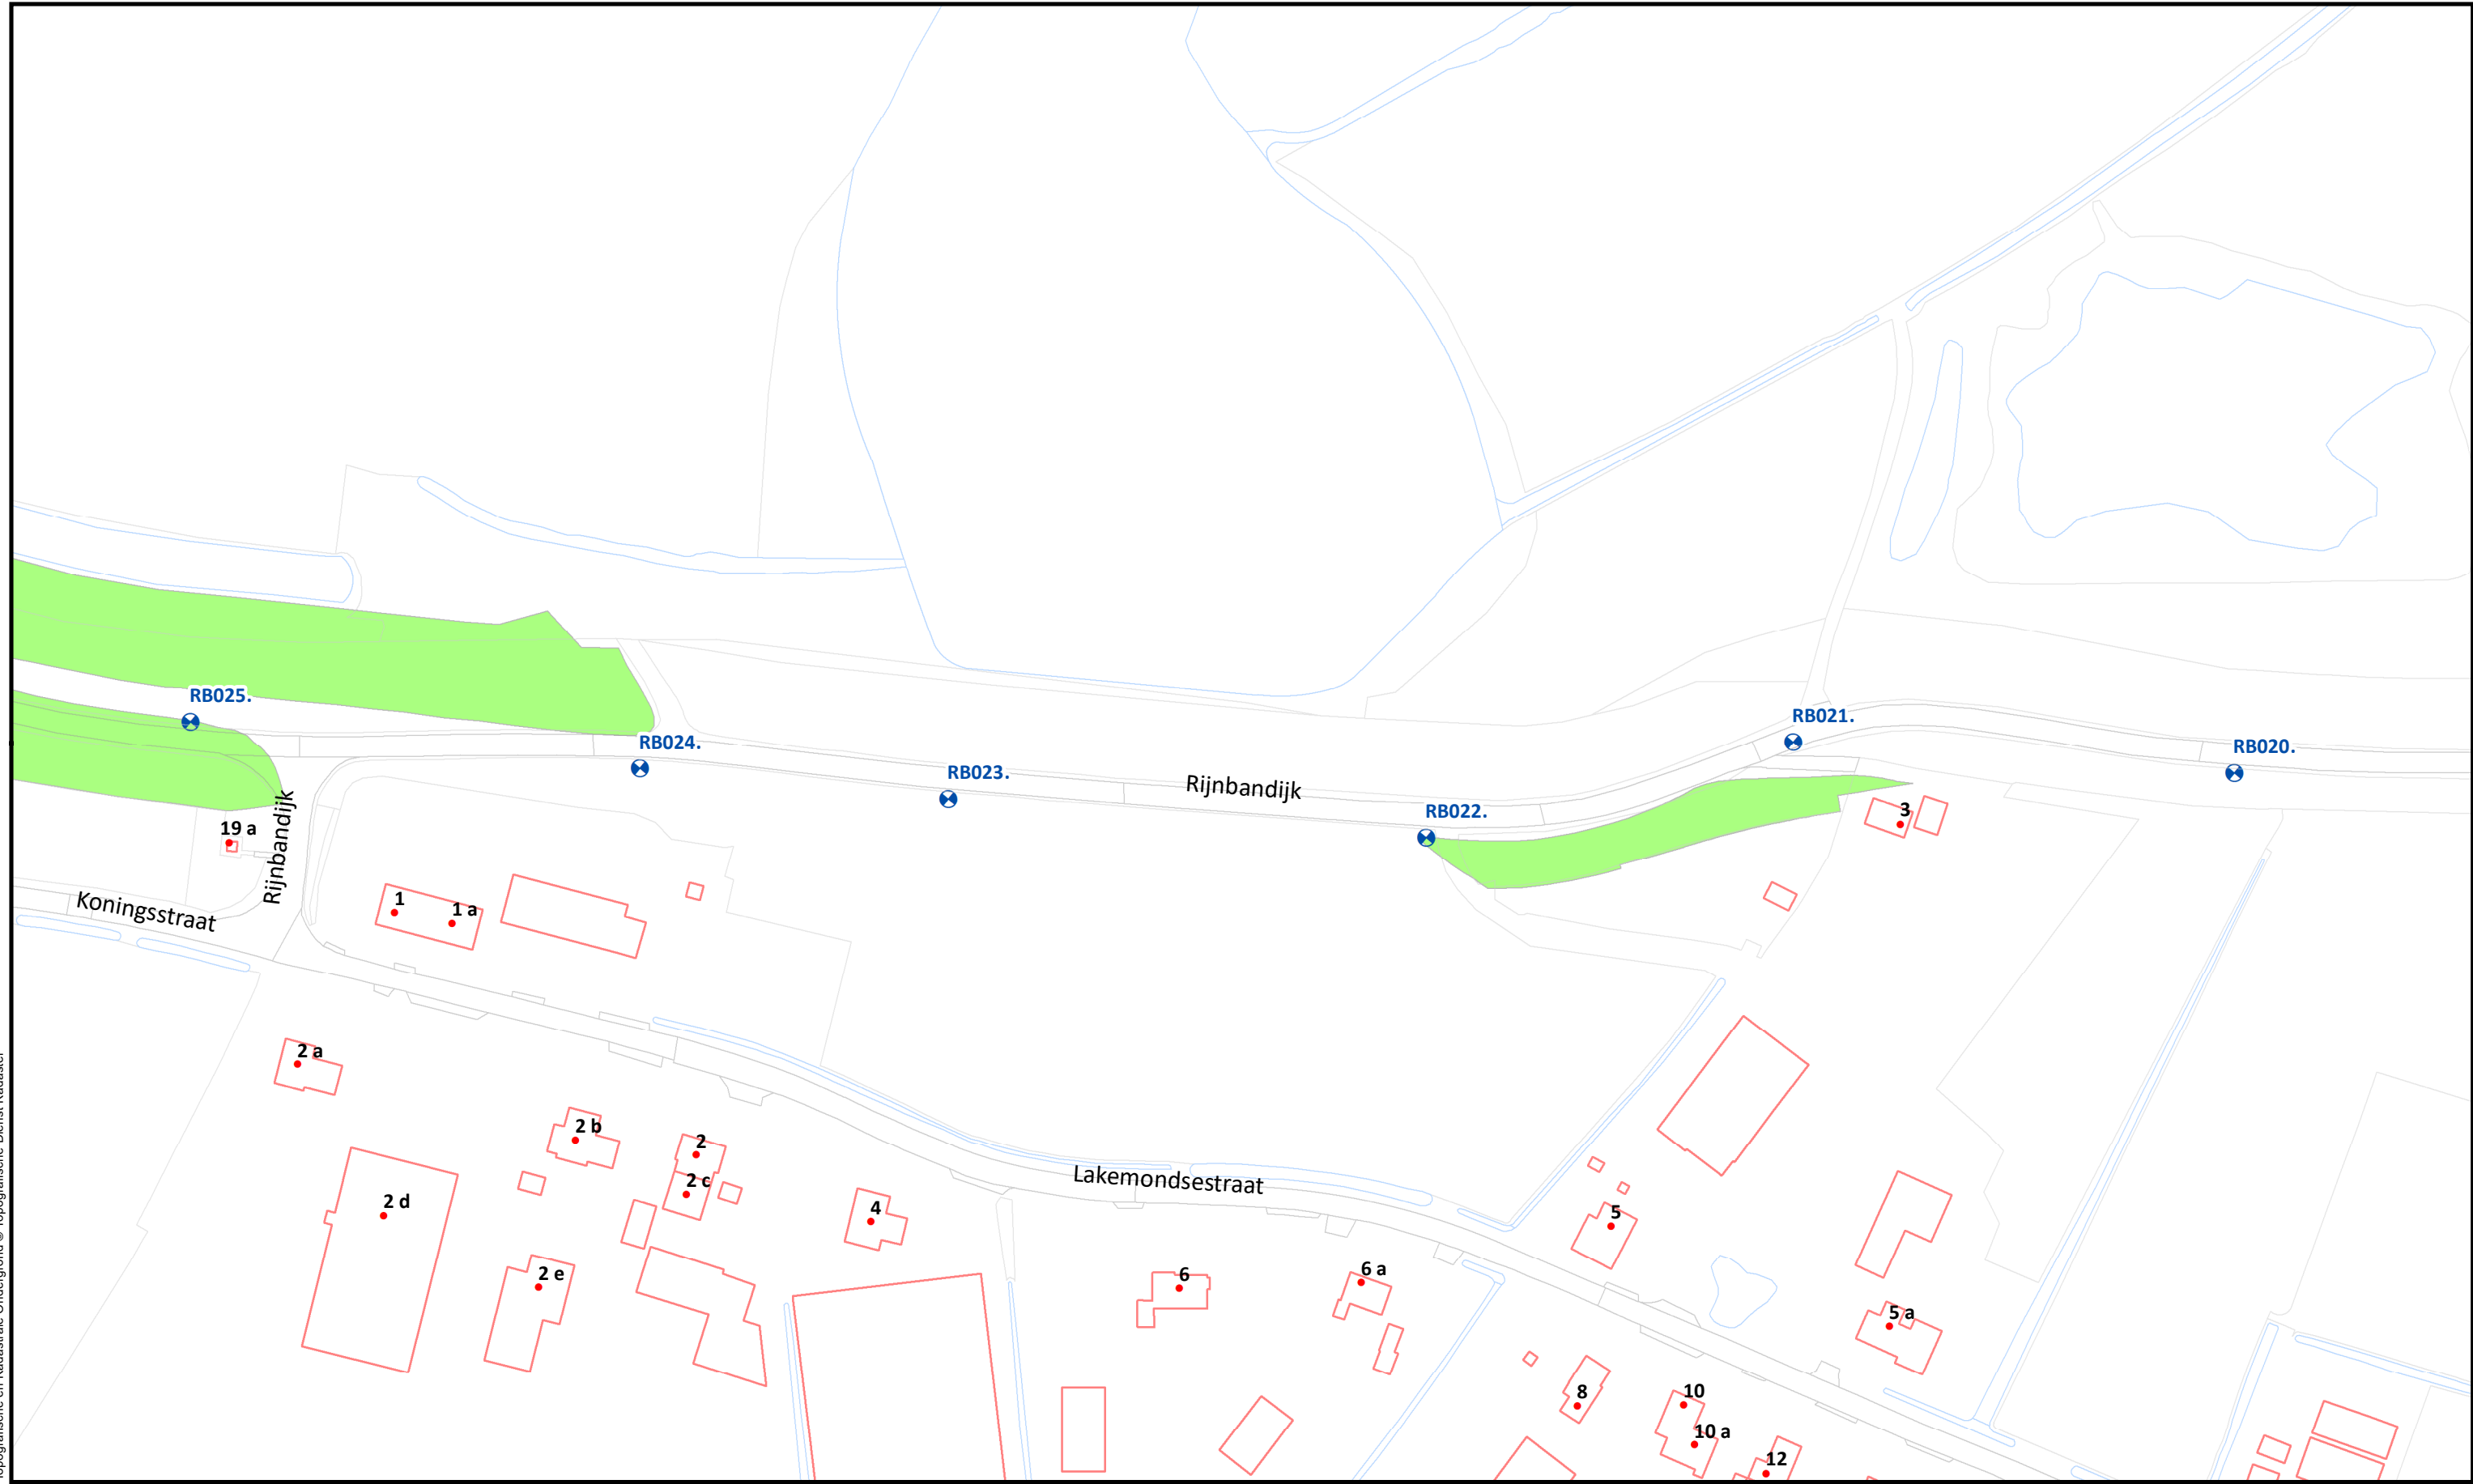 RB025.
RB021.
RB024.
RB020.
RB023.
Rijnbandijk
RB022.
3
19 a
Rijnbandijk
1
1 a
Koningsstraat
2 a
2 b
2
2 c
Lakemondsestraat
2 d
4
5
2 e
6
6 a
5 a
8
10
10 a
12